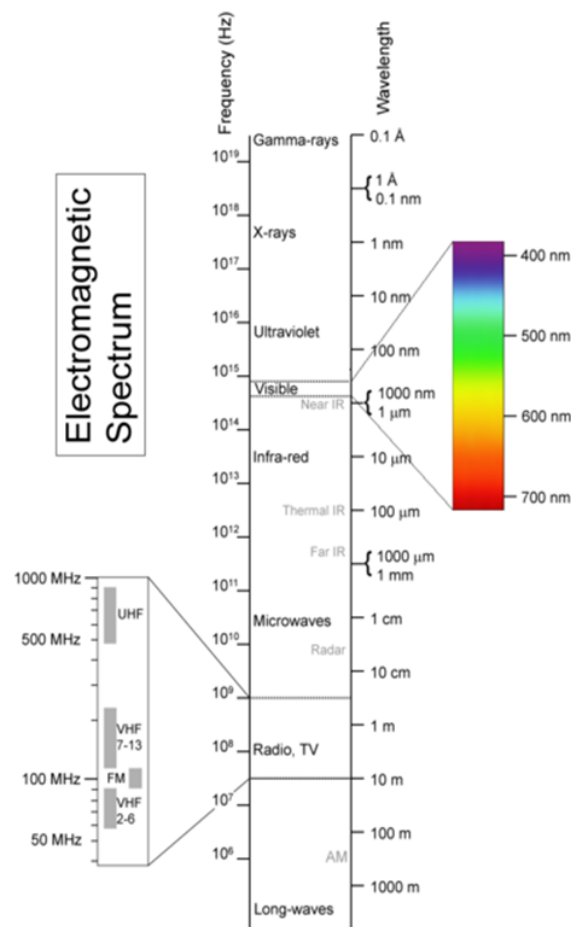 Electromagnetic
Spectrum
Frequency (Hz)
Wavelength
10¹⁹
10¹⁸
10¹⁷
10¹⁶
10¹⁵
10¹⁴
10¹³
10¹²
10¹¹
10¹⁰
10⁹
10⁸
10⁷
10⁶
Gamma-rays
X-rays
Ultraviolet
Visible
Near IR
Infra-red
Thermal IR
Far IR
Microwaves
Radar
Radio, TV
AM
Long-waves
0.1 Å
1 Å
0.1 nm
1 nm
10 nm
100 nm
1000 nm
1 μm
10 μm
100 μm
1000 μm
1 mm
1 cm
10 cm
1 m
10 m
100 m
1000 m
400 nm
500 nm
600 nm
700 nm
1000 MHz
UHF
500 MHz
VHF
7-13
100 MHz
FM
VHF
2-6
50 MHz